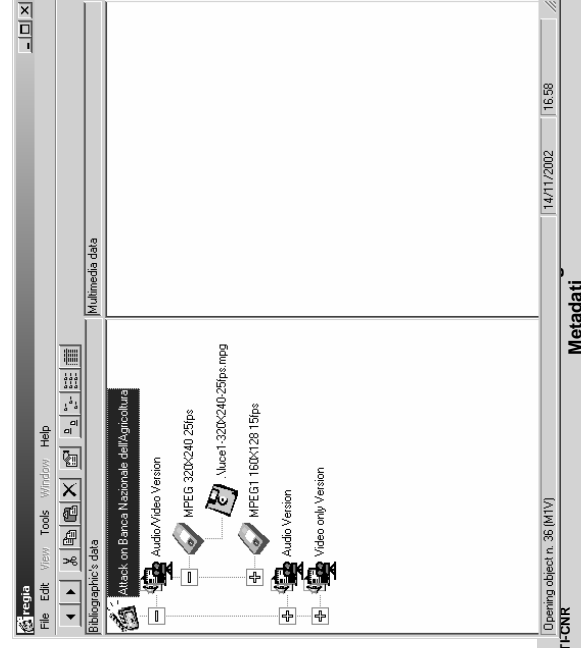 regia
File Edit View Tools Window Help
Bibliographic's data
Multimedia data
Attack on Banca Nazionale dell'Agricoltura
Audio/Video Version
MPEG 320X240 25fps
.\luce1-320X240-25fps.mpg
MPEG1 160X128 15fps
Audio Version
Video only Version
Opening object n. 36 (M1V)
14/11/2002
16.58
TI-CNR
Metadati